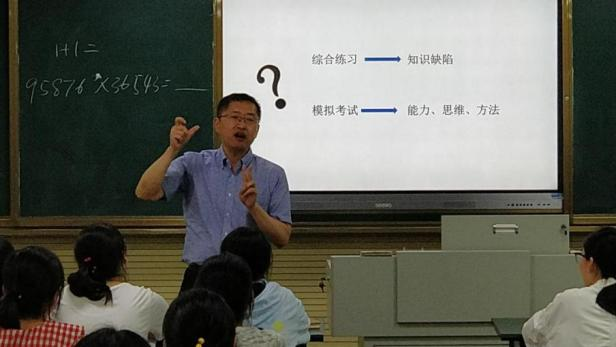 1+1=
95876×36543=
?
综合练习 知识缺陷
模拟考试 能力、思维、方法